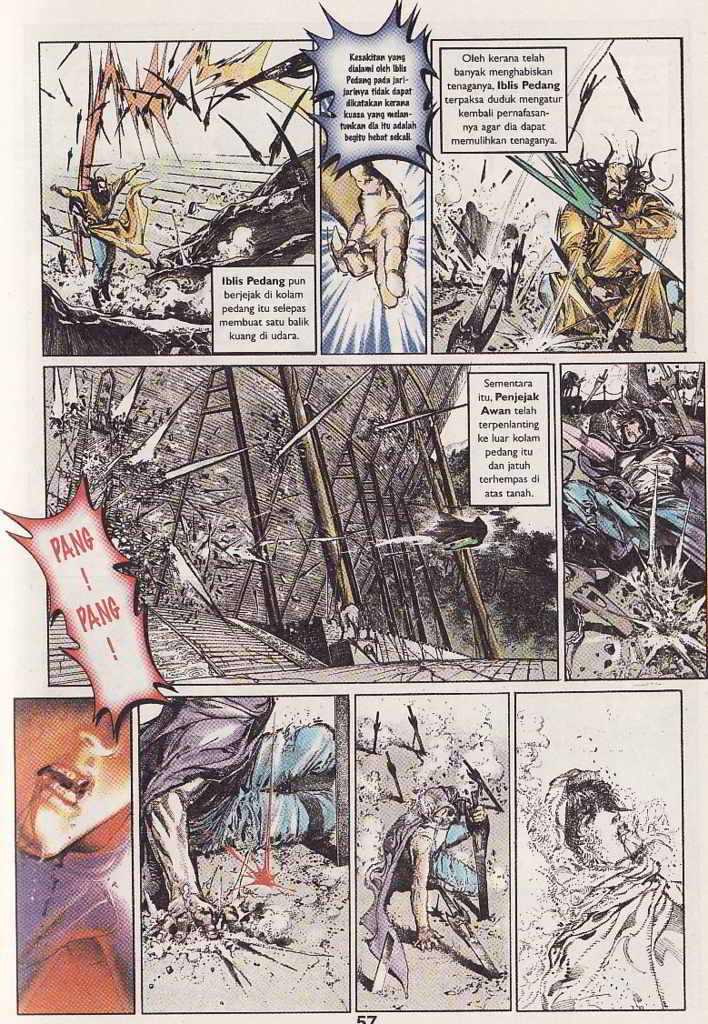 Iblis Pedang pun
berjejak di kolam
pedang itu selepas
membuat satu balik
kuang di udara.
Kesakitan yang
dialami oleh Iblis
Pedang pada jari-
jarinya tidak dapat
dikatakan kerana
kuasa yang melan-
tunkan dia itu adalah
begitu hebat sekali.
Oleh kerana telah
banyak menghabiskan
tenaganya, Iblis Pedang
terpaksa duduk mengatur
kembali pernafasan-
nya agar dia dapat
memulihkan tenaganya.
PANG
!
PANG
!
Sementara
itu, Penjejak
Awan telah
terpenlanting
ke luar kolam
pedang itu
dan jatuh
terhempas di
atas tanah.
57